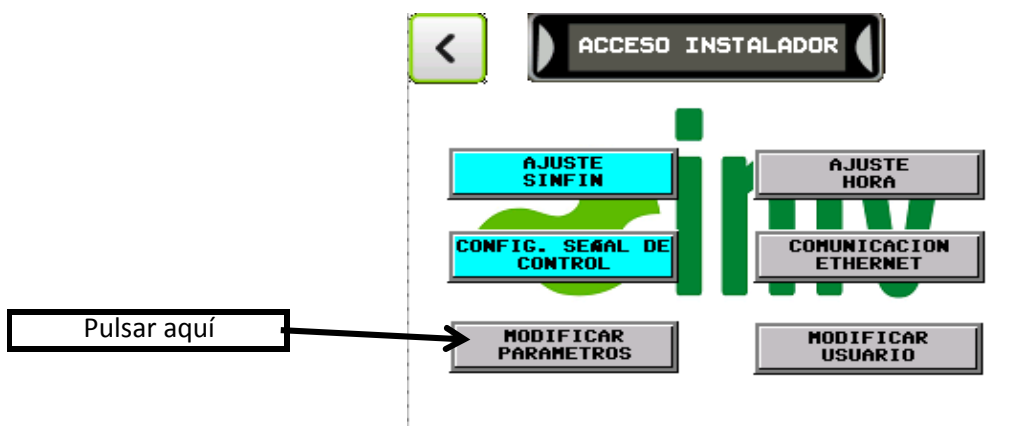 ACCESO INSTALADOR
AJUSTE
SINFIN
AJUSTE
HORA
CONFIG. SEÑAL DE
CONTROL
COMUNICACION
ETHERNET
Pulsar aquí
MODIFICAR
PARAMETROS
MODIFICAR
USUARIO